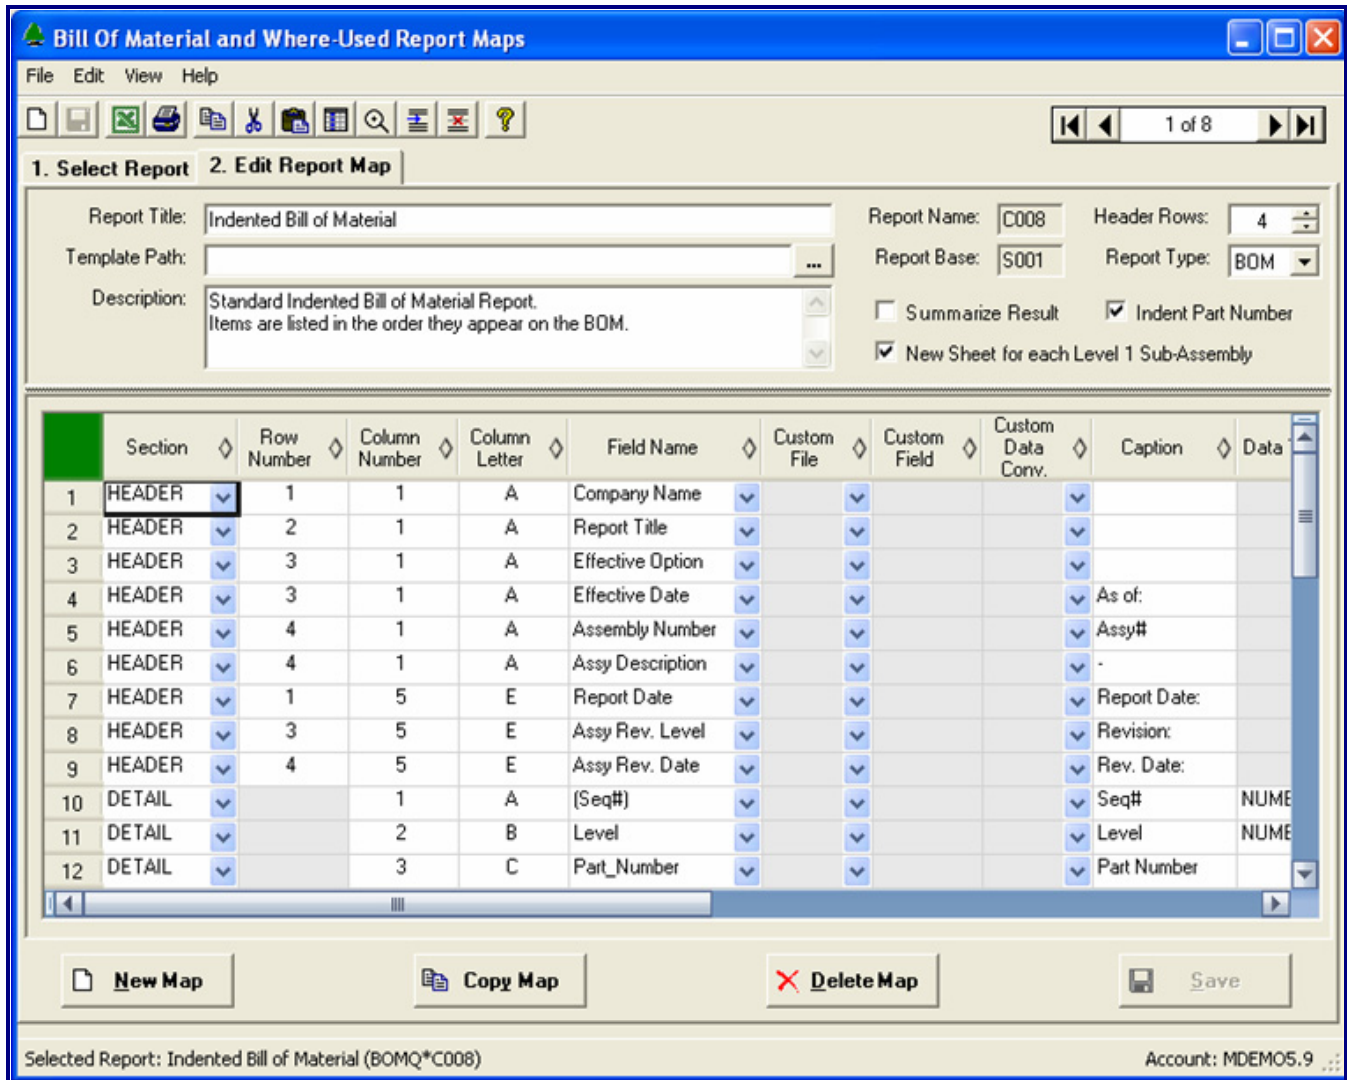 Bill Of Material and Where-Used Report Maps
File Edit View Help
1 of 8
1. Select Report 2. Edit Report Map
Report Title: Indented Bill of Material Report Name: C008 Header Rows: 4
Template Path: ... Report Base: S001 Report Type: BOM
Description: Standard Indented Bill of Material Report.
Items are listed in the order they appear on the BOM.
Summarize Result Indent Part Number
New Sheet for each Level 1 Sub-Assembly
Section Row Number Column Number Column Letter Field Name Custom File Custom Field Custom Data Conv. Caption Data
1 HEADER 1 1 A Company Name
2 HEADER 2 1 A Report Title
3 HEADER 3 1 A Effective Option
4 HEADER 3 1 A Effective Date As of:
5 HEADER 4 1 A Assembly Number Assy#
6 HEADER 4 1 A Assy Description -
7 HEADER 1 5 E Report Date Report Date:
8 HEADER 3 5 E Assy Rev. Level Revision:
9 HEADER 4 5 E Assy Rev. Date Rev. Date:
10 DETAIL 1 A (Seq#) Seq# NUME
11 DETAIL 2 B Level Level NUME
12 DETAIL 3 C Part_Number Part Number
New Map Copy Map Delete Map Save
Selected Report: Indented Bill of Material (BOMQ*C008) Account: MDEMO5.9